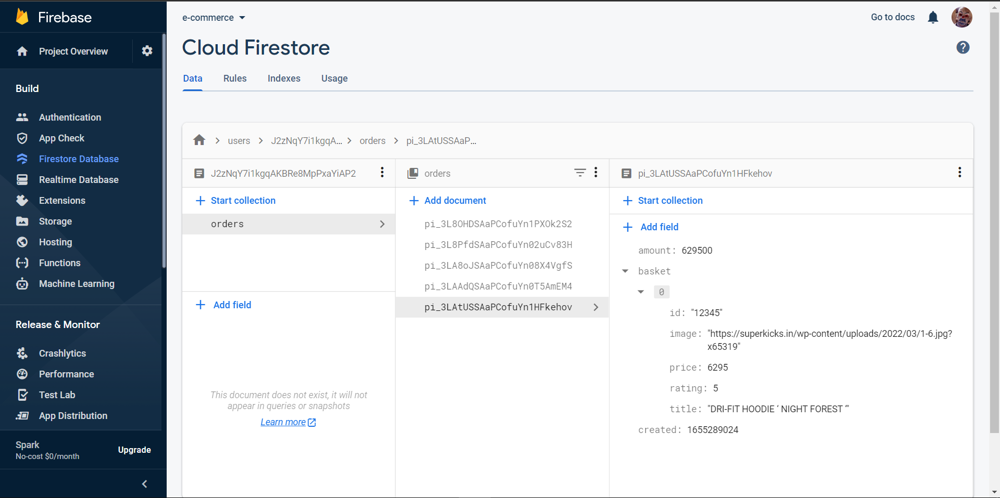 Firebase
Project Overview
Build
Authentication
App Check
Firestore Database
Realtime Database
Extensions
Storage
Hosting
Functions
Machine Learning
Release & Monitor
Crashlytics
Performance
Test Lab
App Distribution
Spark
No-cost $0/month
Upgrade
e-commerce
Go to docs
Cloud Firestore
Data Rules Indexes Usage
users J2zNqY7i1kgqA... orders pi_3LAtUSSAaP...
J2zNqY7i1kgqAKBRe8MpPxaYiAP2
Start collection
orders
Add field
This document does not exist, it will not
appear in queries or snapshots
Learn more
orders
Add document
pi_3L8OHDSAaPCofuYn1PXOk2S2
pi_3L8PfdSAaPCofuYn02uCv83H
pi_3LA8oJSAaPCofuYn08X4VgfS
pi_3LAAdQSAaPCofuYn0T5AmEM4
pi_3LAtUSSAaPCofuYn1HFkehov
pi_3LAtUSSAaPCofuYn1HFkehov
Start collection
Add field
amount: 629500
basket
0
id: "12345"
image: "https://superkicks.in/wp-content/uploads/2022/03/1-6.jpg?
x65319"
price: 6295
rating: 5
title: "DRI-FIT HOODIE ‘ NIGHT FOREST ‘"
created: 1655289024